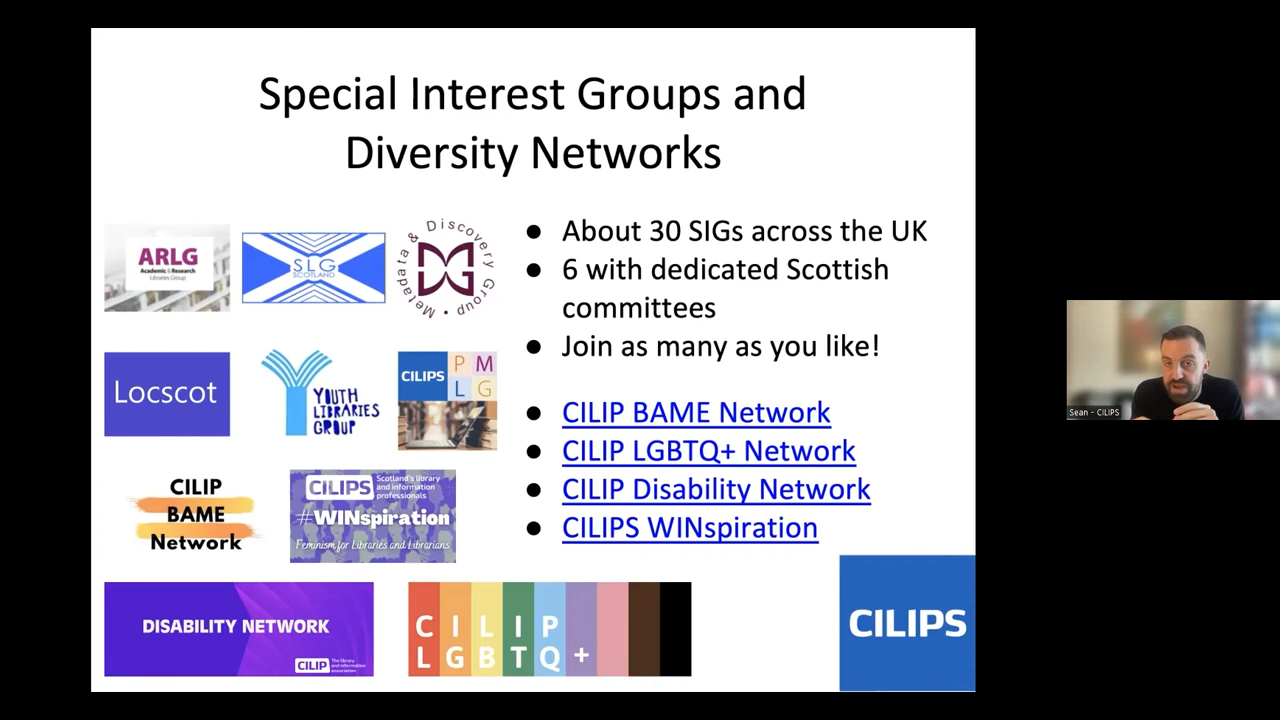 Special Interest Groups and
Diversity Networks
ARLG
Academic & Research
Libraries Group
SLG
SCOTLAND
Metadata & Discovery Group •
Locscot
YOUTH
LIBRARIES
GROUP
CILIPS
P M
L G
CILIP
BAME
Network
CILIPS
Scotland's library
and information
professionals
#WINspiration
Feminism for Libraries and Librarians
DISABILITY NETWORK
CILIP
The library
and information
association
CILIP
LGBTQ+
● About 30 SIGs across the UK
● 6 with dedicated Scottish
committees
● Join as many as you like!
● CILIP BAME Network
● CILIP LGBTQ+ Network
● CILIP Disability Network
● CILIPS WINspiration
CILIPS
Sean - CILIPS